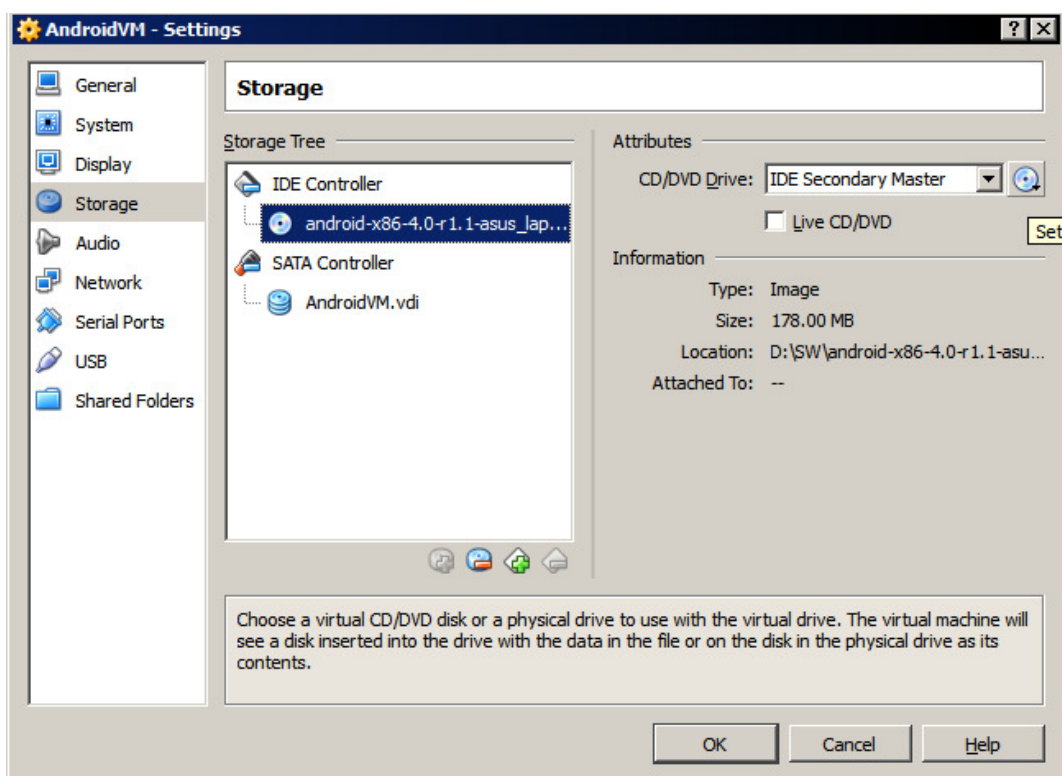 AndroidVM - Settings
General
System
Display
Storage
Audio
Network
Serial Ports
USB
Shared Folders
Storage
Storage Tree
IDE Controller
android-x86-4.0-r1.1-asus_lap...
SATA Controller
AndroidVM.vdi
Attributes
CD/DVD Drive: IDE Secondary Master
Live CD/DVD
Set
Information
Type: Image
Size: 178.00 MB
Location: D:\SW\android-x86-4.0-r1.1-asu...
Attached To: --
Choose a virtual CD/DVD disk or a physical drive to use with the virtual drive. The virtual machine will
see a disk inserted into the drive with the data in the file or on the disk in the physical drive as its
contents.
OK Cancel Help